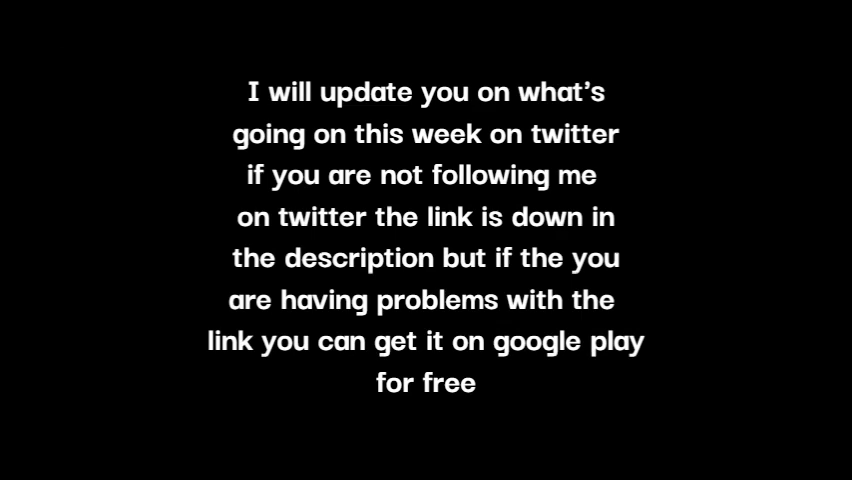 I will update you on what's
going on this week on twitter
if you are not following me
on twitter the link is down in
the description but if the you
are having problems with the
link you can get it on google play
for free